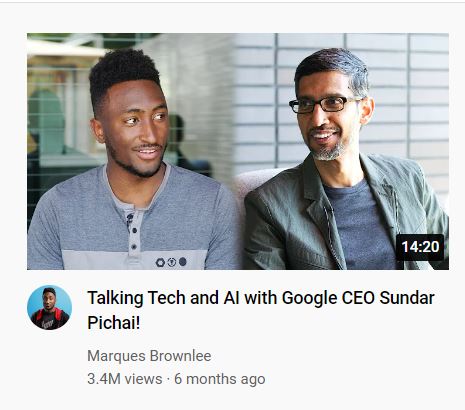 14:20
Talking Tech and AI with Google CEO Sundar
Pichai!
Marques Brownlee
3.4M views · 6 months ago